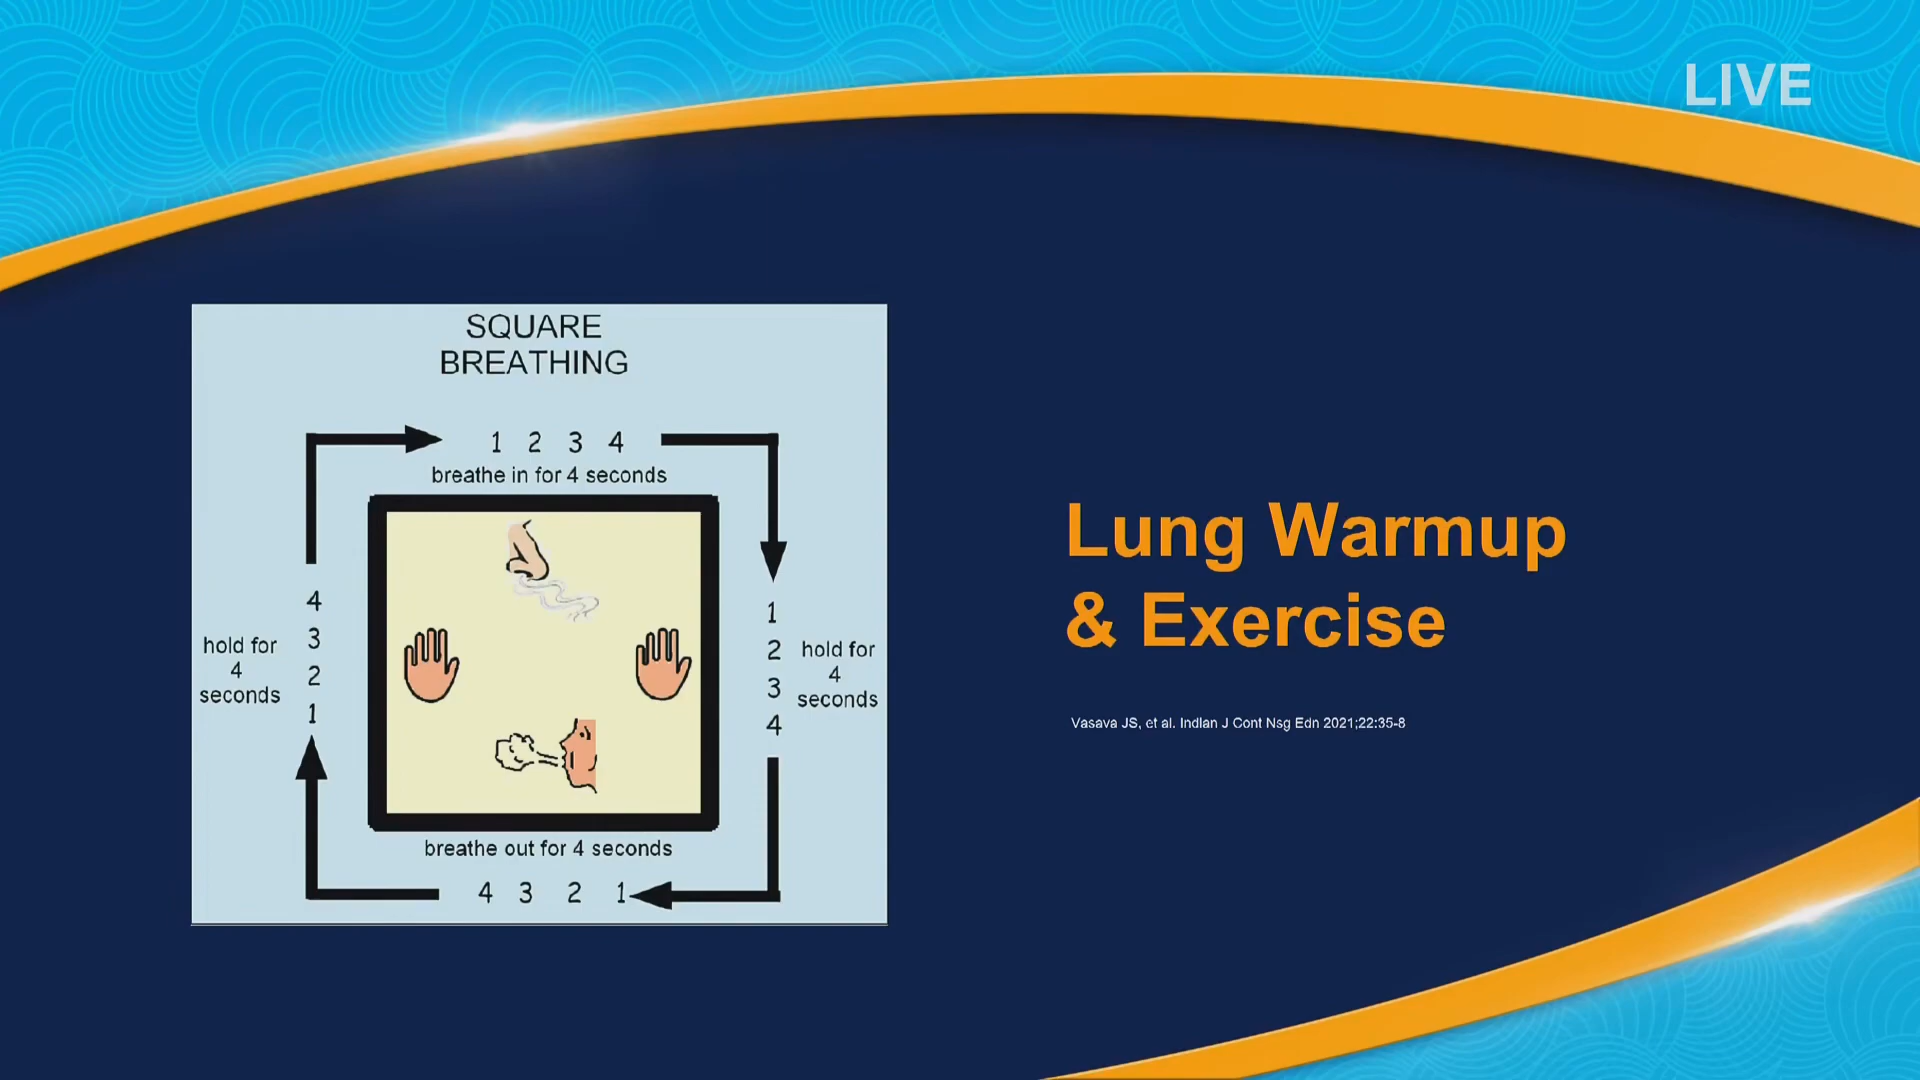 LIVE
SQUARE
BREATHING
1 2 3 4
breathe in for 4 seconds
1
2
3
4
hold for
4
seconds
breathe out for 4 seconds
4 3 2 1
hold for
4
seconds
4
3
2
1
Lung Warmup
& Exercise
Vasava JS, et al. Indian J Cont Nsg Edn 2021;22:35-8